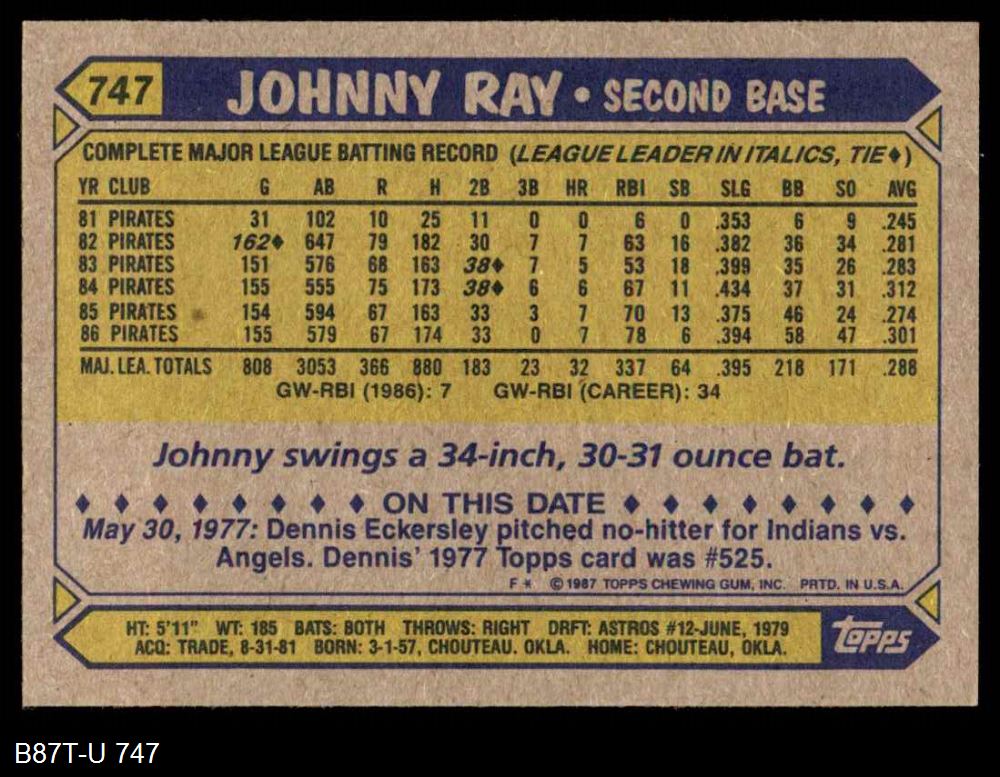 747 JOHNNY RAY • SECOND BASE
COMPLETE MAJOR LEAGUE BATTING RECORD (LEAGUE LEADER IN ITALICS, TIE♦)
YR CLUB G AB R H 2B 3B HR RBI SB SLG BB SO AVG
81 PIRATES 31 102 10 25 11 0 0 6 0 .353 6 9 .245
82 PIRATES 162♦ 647 79 182 30 7 7 63 16 .382 36 34 .281
83 PIRATES 151 576 68 163 38♦ 7 5 53 18 .399 35 26 .283
84 PIRATES 155 555 75 173 38♦ 6 6 67 11 .434 37 31 .312
85 PIRATES 154 594 67 163 33 3 7 70 13 .375 46 24 .274
86 PIRATES 155 579 67 174 33 0 7 78 6 .394 58 47 .301
MAJ. LEA. TOTALS 808 3053 366 880 183 23 32 337 64 .395 218 171 .288
GW-RBI (1986): 7 GW-RBI (CAREER): 34
Johnny swings a 34-inch, 30-31 ounce bat.
♦ ♦ ♦ ♦ ♦ ♦ ♦ ♦ ON THIS DATE ♦ ♦ ♦ ♦ ♦ ♦ ♦ ♦
May 30, 1977: Dennis Eckersley pitched no-hitter for Indians vs.
Angels. Dennis' 1977 Topps card was #525.
F * © 1987 TOPPS CHEWING GUM, INC. PRTD. IN U.S.A.
HT: 5'11" WT: 185 BATS: BOTH THROWS: RIGHT DRFT: ASTROS #12-JUNE, 1979
ACQ: TRADE, 8-31-81 BORN: 3-1-57, CHOUTEAU. OKLA. HOME: CHOUTEAU, OKLA.
Topps
B87T-U 747